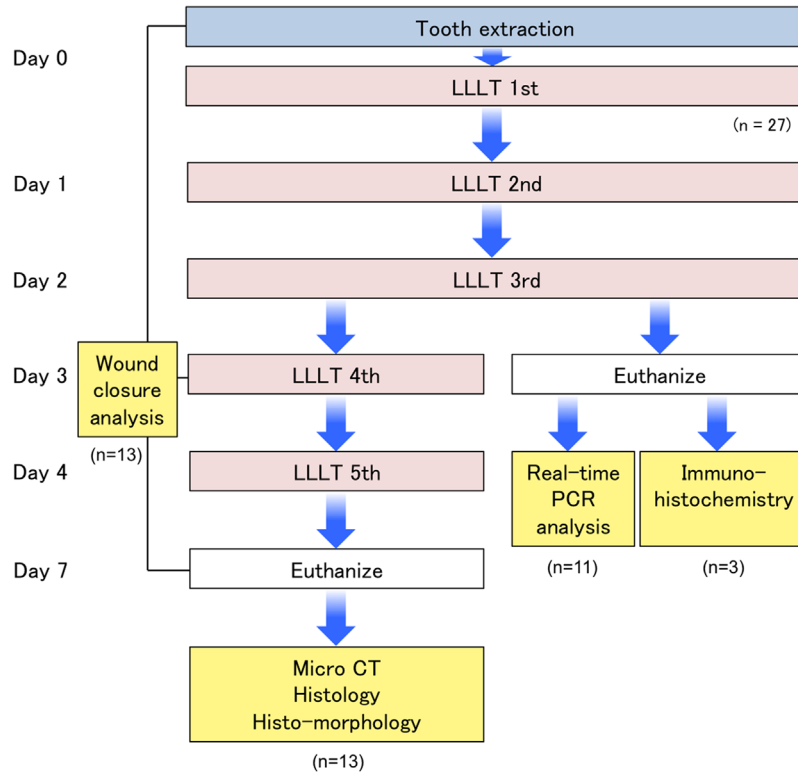 Tooth extraction
Day 0
LLLT 1st
(n = 27)
Day 1
LLLT 2nd
Day 2
LLLT 3rd
Wound
closure
analysis
(n=13)
Day 3
LLLT 4th
Euthanize
Day 4
LLLT 5th
Real-time
PCR
analysis
(n=11)
Immuno-
histochemistry
(n=3)
Day 7
Euthanize
Micro CT
Histology
Histo-morphology
(n=13)